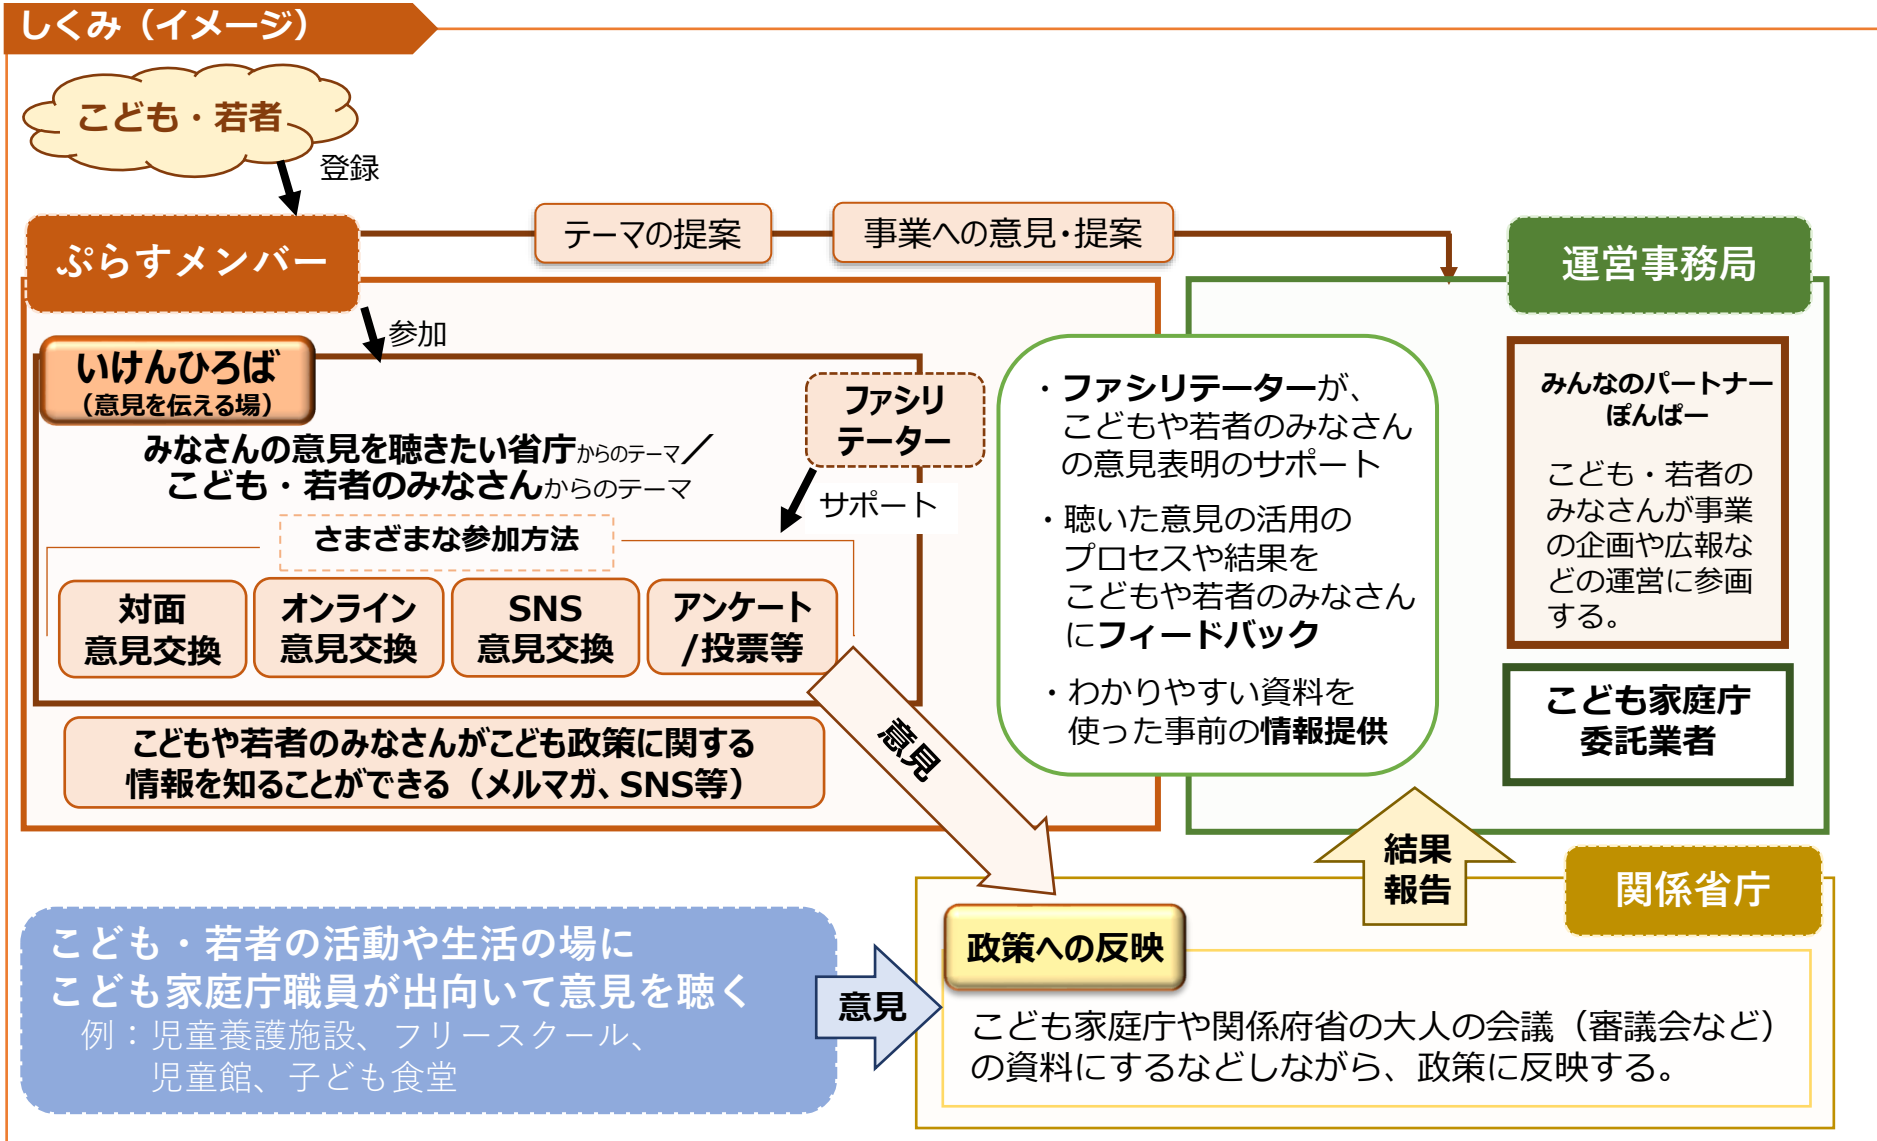 しくみ（イメージ）
こども・若者
登録
ぷらすメンバー
テーマの提案
事業への意見・提案
運営事務局
参加
いけんひろば
（意見を伝える場）
ファシリ
テーター
みなさんの意見を聴きたい省庁からのテーマ／
こども・若者のみなさんからのテーマ
サポート
さまざまな参加方法
対面
意見交換
オンライン
意見交換
SNS
意見交換
アンケート
/投票等
こどもや若者のみなさんがこども政策に関する
情報を知ることができる（メルマガ、SNS等）
意見
・ファシリテーターが、
こどもや若者のみなさん
の意見表明のサポート
・聴いた意見の活用の
プロセスや結果を
こどもや若者のみなさん
にフィードバック
・わかりやすい資料を
使った事前の情報提供
みんなのパートナー
ぽんぱー
こども・若者の
みなさんが事業
の企画や広報な
どの運営に参画
する。
こども家庭庁
委託業者
結果
報告
関係省庁
こども・若者の活動や生活の場に
こども家庭庁職員が出向いて意見を聴く
例：児童養護施設、フリースクール、
児童館、子ども食堂
意見
政策への反映
こども家庭庁や関係府省の大人の会議（審議会など）
の資料にするなどしながら、政策に反映する。